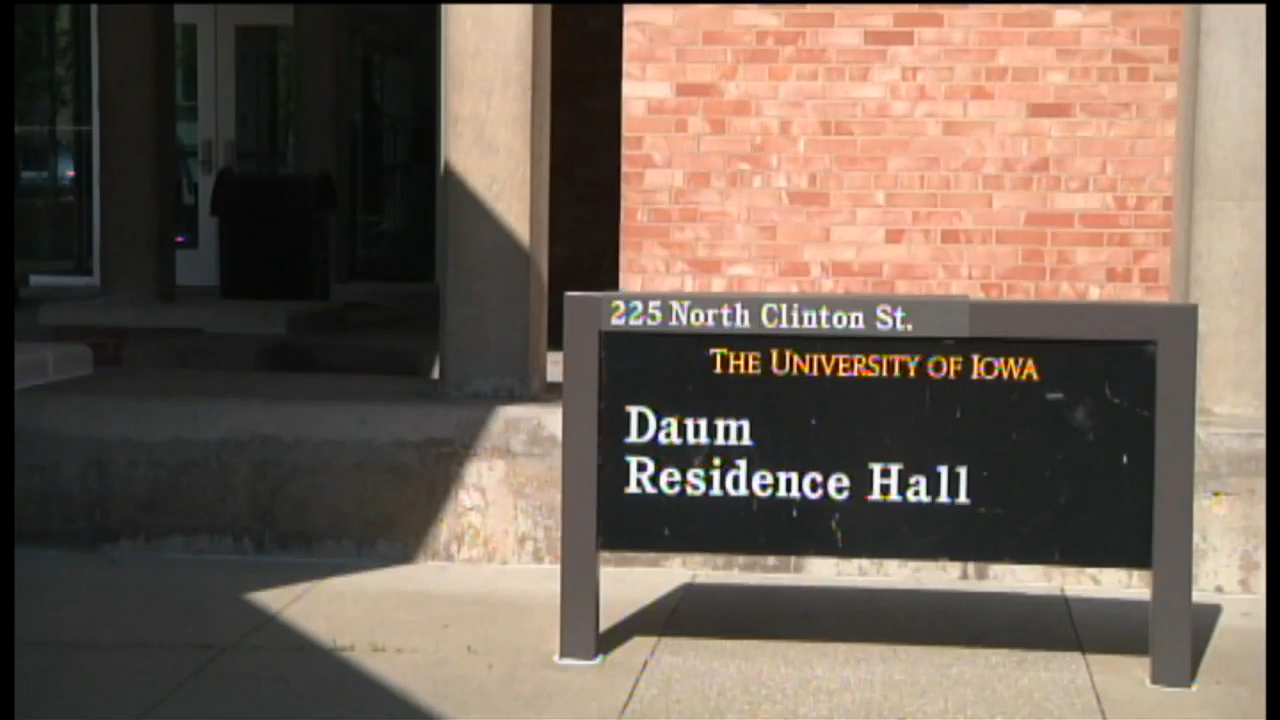 225 North Clinton St.
THE UNIVERSITY OF IOWA
Daum
Residence Hall